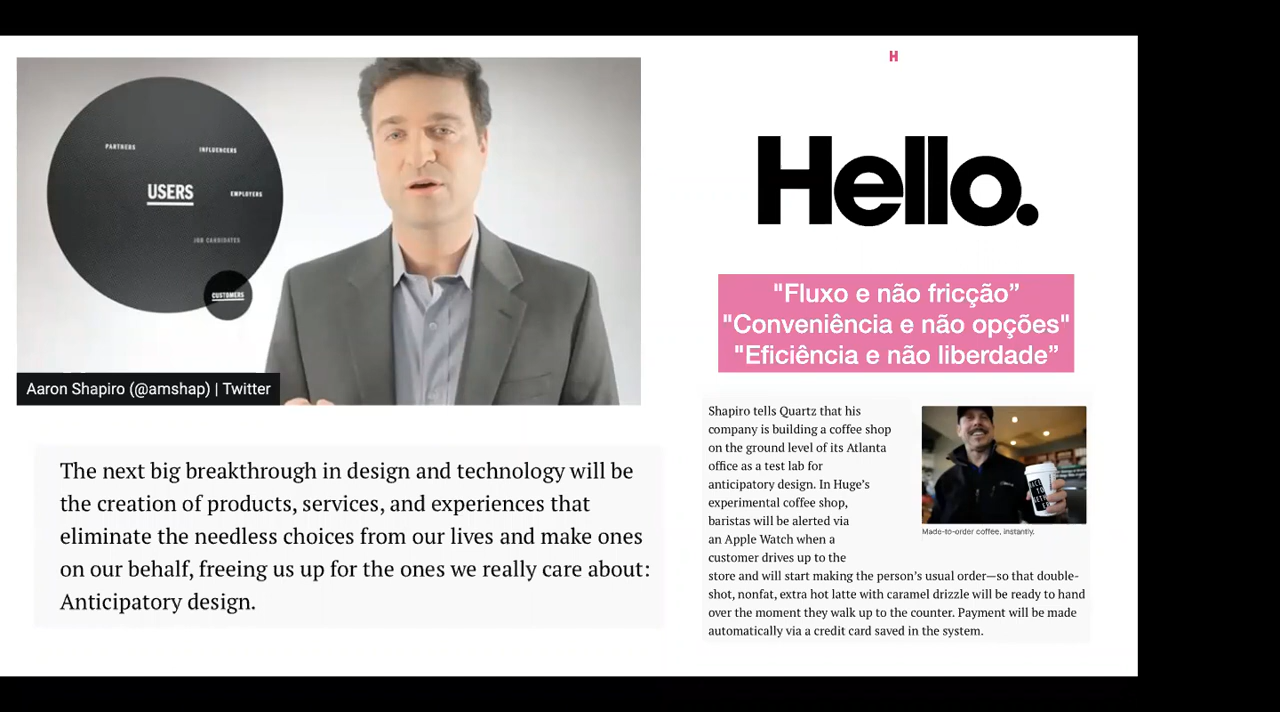 PARTNERS
INFLUENCERS
USERS
EMPLOYERS
JOB CANDIDATES
CUSTOMERS
Aaron Shapiro (@amshap) | Twitter
The next big breakthrough in design and technology will be
the creation of products, services, and experiences that
eliminate the needless choices from our lives and make ones
on our behalf, freeing us up for the ones we really care about:
Anticipatory design.
H
Hello.
"Fluxo e não fricção”
"Conveniência e não opções"
"Eficiência e não liberdade”
Shapiro tells Quartz that his
company is building a coffee shop
on the ground level of its Atlanta
office as a test lab for
anticipatory design. In Huge’s
experimental coffee shop,
baristas will be alerted via
an Apple Watch when a
customer drives up to the
store and will start making the person’s usual order—so that double-
shot, nonfat, extra hot latte with caramel drizzle will be ready to hand
over the moment they walk up to the counter. Payment will be made
automatically via a credit card saved in the system.
Made-to-order coffee, instantly.